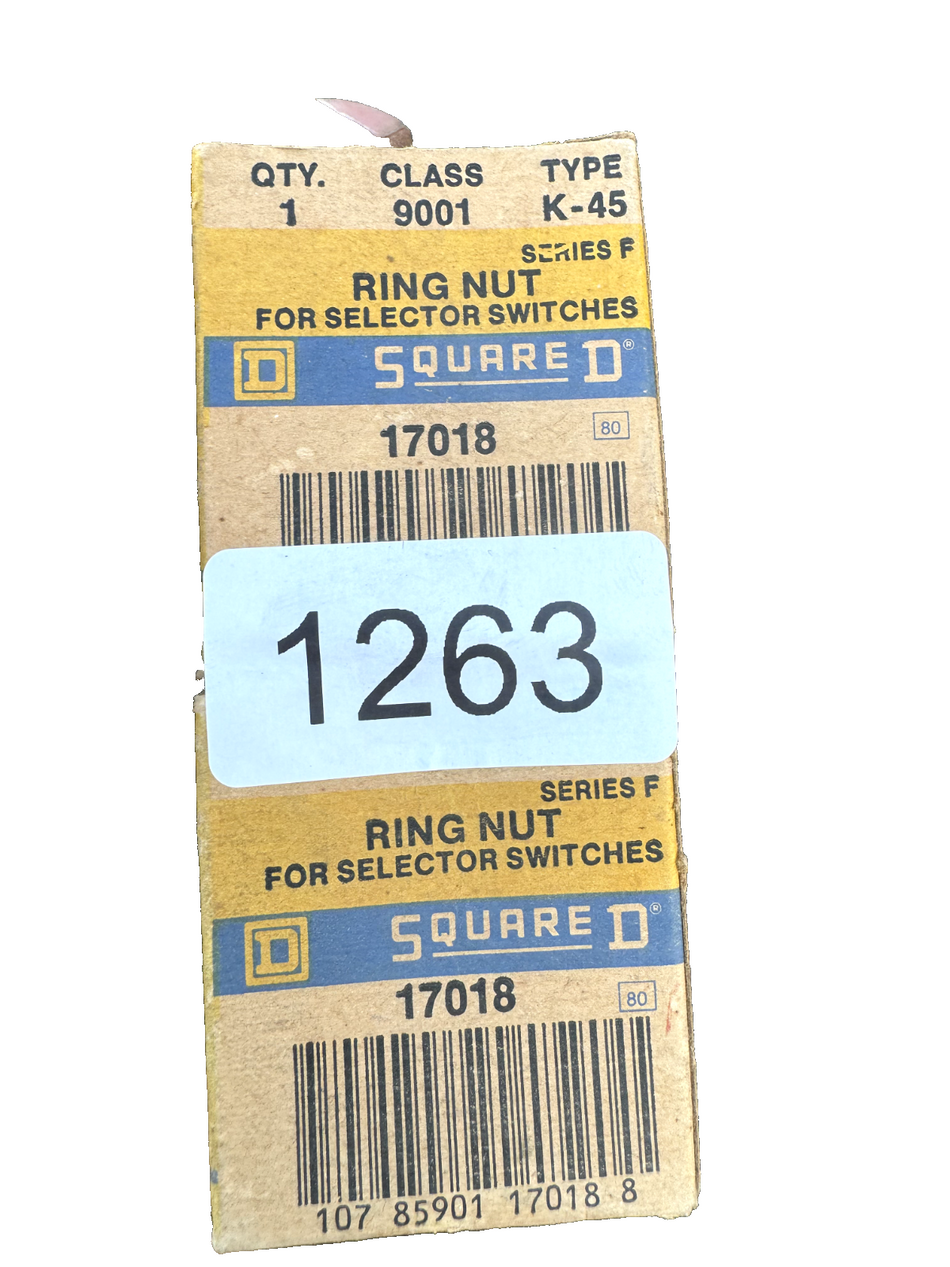 QTY. CLASS TYPE
1 9001 K-45
SERIES F
RING NUT
FOR SELECTOR SWITCHES
D SQUARE D®
17018 80
1263
SERIES F
RING NUT
FOR SELECTOR SWITCHES
D SQUARE D®
17018 80
107 85901 17018 8